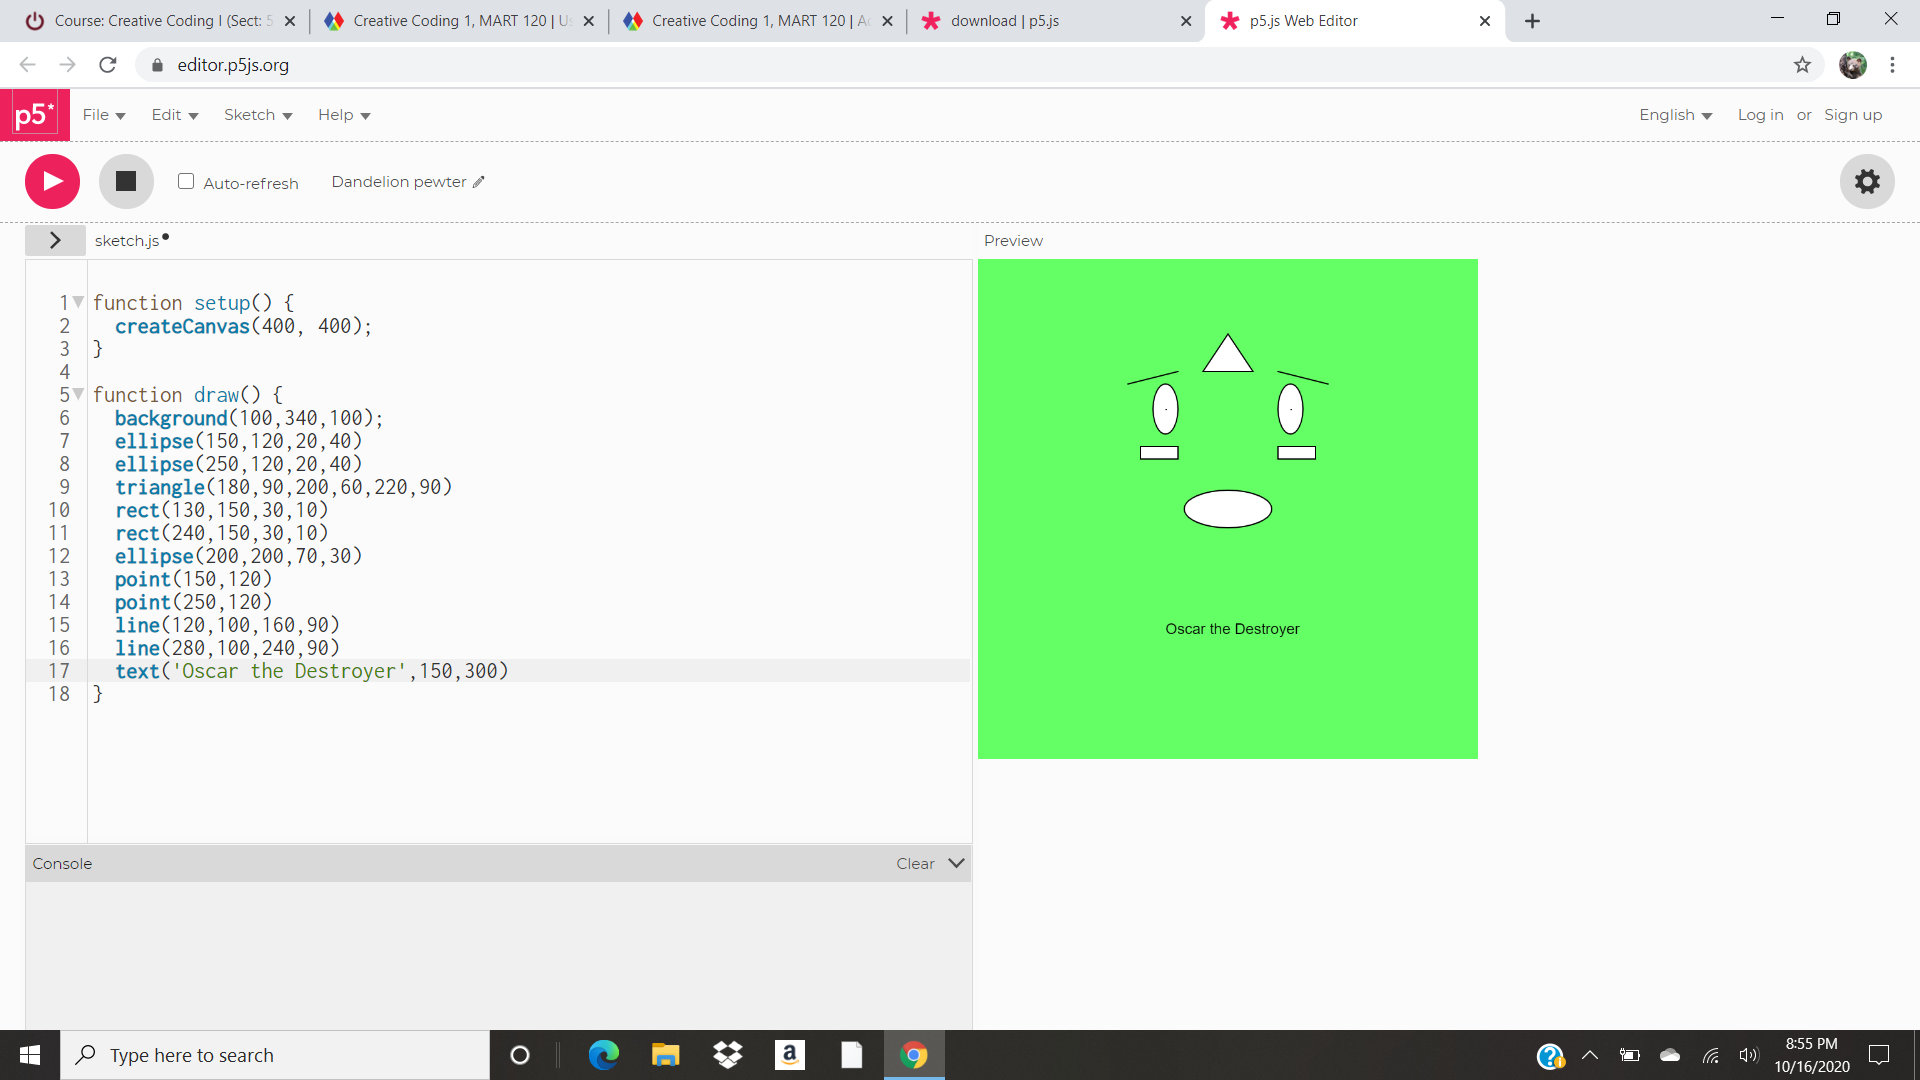 Course: Creative Coding I (Sect: 5
Creative Coding 1, MART 120 | U
Creative Coding 1, MART 120 | A
download | p5.js
p5.js Web Editor
editor.p5js.org
p5*
File
Edit
Sketch
Help
English
Log in or Sign up
Auto-refresh
Dandelion pewter
sketch.js
Preview
1 function setup() {
2 createCanvas(400, 400);
3 }
4
5 function draw() {
6 background(100,340,100);
7 ellipse(150,120,20,40)
8 ellipse(250,120,20,40)
9 triangle(180,90,200,60,220,90)
10 rect(130,150,30,10)
11 rect(240,150,30,10)
12 ellipse(200,200,70,30)
13 point(150,120)
14 point(250,120)
15 line(120,100,160,90)
16 line(280,100,240,90)
17 text('Oscar the Destroyer',150,300)
18 }
Oscar the Destroyer
Console
Clear
Type here to search
a
8:55 PM
10/16/2020